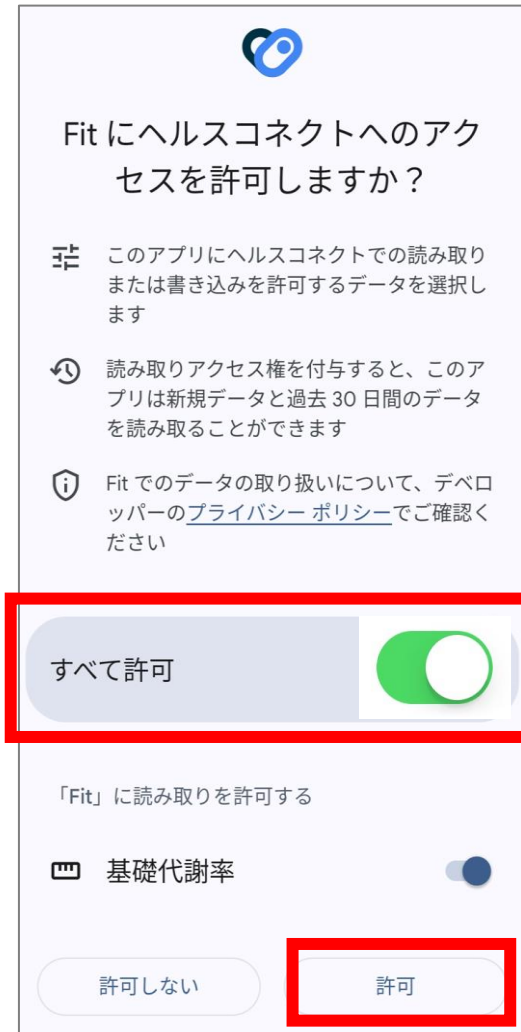 Fit にヘルスコネクトへのアク
セスを許可しますか？
このアプリにヘルスコネクトでの読み取り
または書き込みを許可するデータを選択し
ます
読み取りアクセス権を付与すると、このア
プリは新規データと過去 30 日間のデータ
を読み取ることができます
Fit でのデータの取り扱いについて、デベロ
ッパーのプライバシー ポリシーでご確認く
ださい
すべて許可
「Fit」に読み取りを許可する
基礎代謝率
許可しない
許可